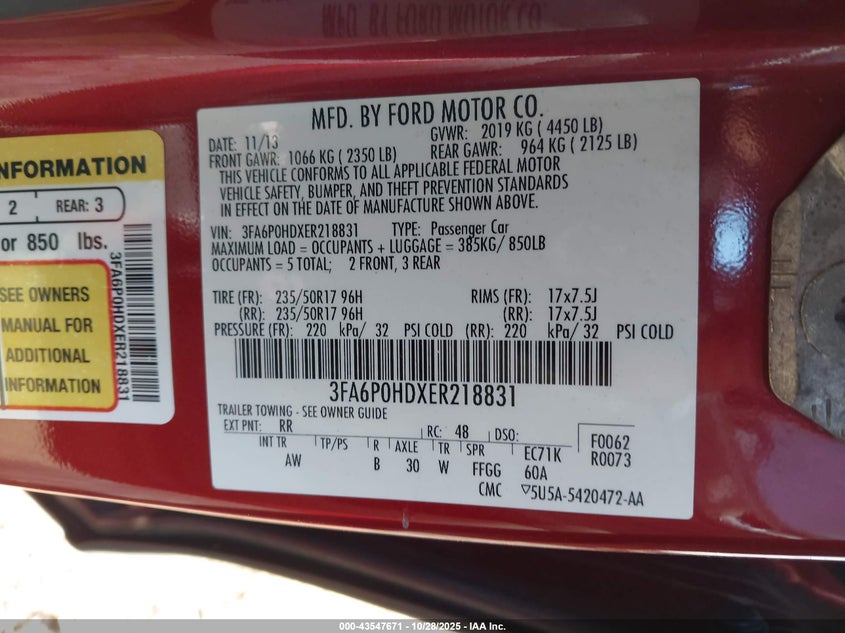 MFD. BY FORD MOTOR CO.
INFORMATION
2 REAR: 3
or 850 lbs.
SEE OWNERS
MANUAL FOR
ADDITIONAL
INFORMATION
3FA6P0HDXER218831
MFD. BY FORD MOTOR CO.
DATE: 11/13 GVWR: 2019 KG ( 4450 LB)
FRONT GAWR: 1066 KG ( 2350 LB) REAR GAWR: 964 KG ( 2125 LB)
THIS VEHICLE CONFORMS TO ALL APPLICABLE FEDERAL MOTOR
VEHICLE SAFETY, BUMPER, AND THEFT PREVENTION STANDARDS
IN EFFECT ON THE DATE OF MANUFACTURE SHOWN ABOVE.
VIN: 3FA6P0HDXER218831 TYPE: Passenger Car
MAXIMUM LOAD = OCCUPANTS + LUGGAGE = 385KG/ 850LB
OCCUPANTS = 5 TOTAL; 2 FRONT, 3 REAR
TIRE (FR): 235/50R17 96H RIMS (FR): 17x7.5J
(RR): 235/50R17 96H (RR): 17x7.5J
PRESSURE (FR): 220 kPa/ 32 PSI COLD (RR): 220 kPa/ 32 PSI COLD
3FA6P0HDXER218831
TRAILER TOWING - SEE OWNER GUIDE
EXT PNT: RR RC: 48 DSO: F0062
INT TR TP/PS R AXLE TR SPR EC71K R0073
AW B 30 W FFGG 60A
CMC ▽5U5A-5420472-AA
000-43547671 - 10/28/2025 - IAA Inc.